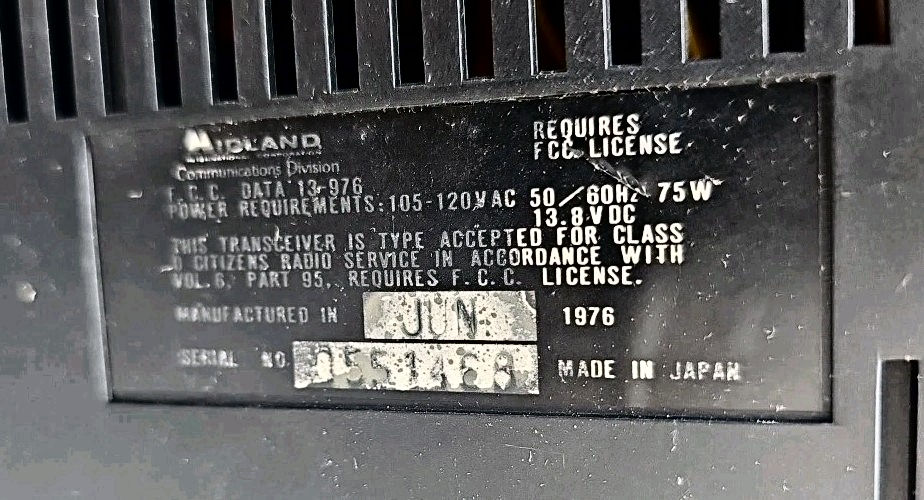 MIDLAND
INTERNATIONAL CORPORATION
Communications Division
REQUIRES
FCC LICENSE
F.C.C. DATA 13-976
POWER REQUIREMENTS: 105-120VAC 50/60Hz 75W
13.8VDC
THIS TRANSCEIVER IS TYPE ACCEPTED FOR CLASS
D CITIZENS RADIO SERVICE IN ACCORDANCE WITH
VOL. 6, PART 95, REQUIRES F.C.C. LICENSE.
MANUFACTURED IN JUN 1976
SERIAL NO. MADE IN JAPAN